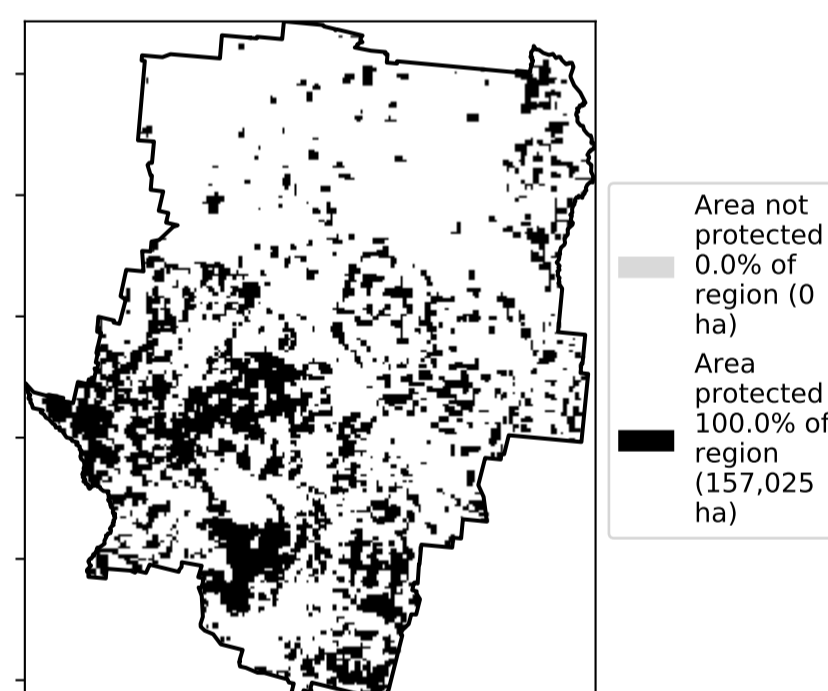 Area not
protected
0.0% of
region (0
ha)
Area
protected
100.0% of
region
(157,025
ha)